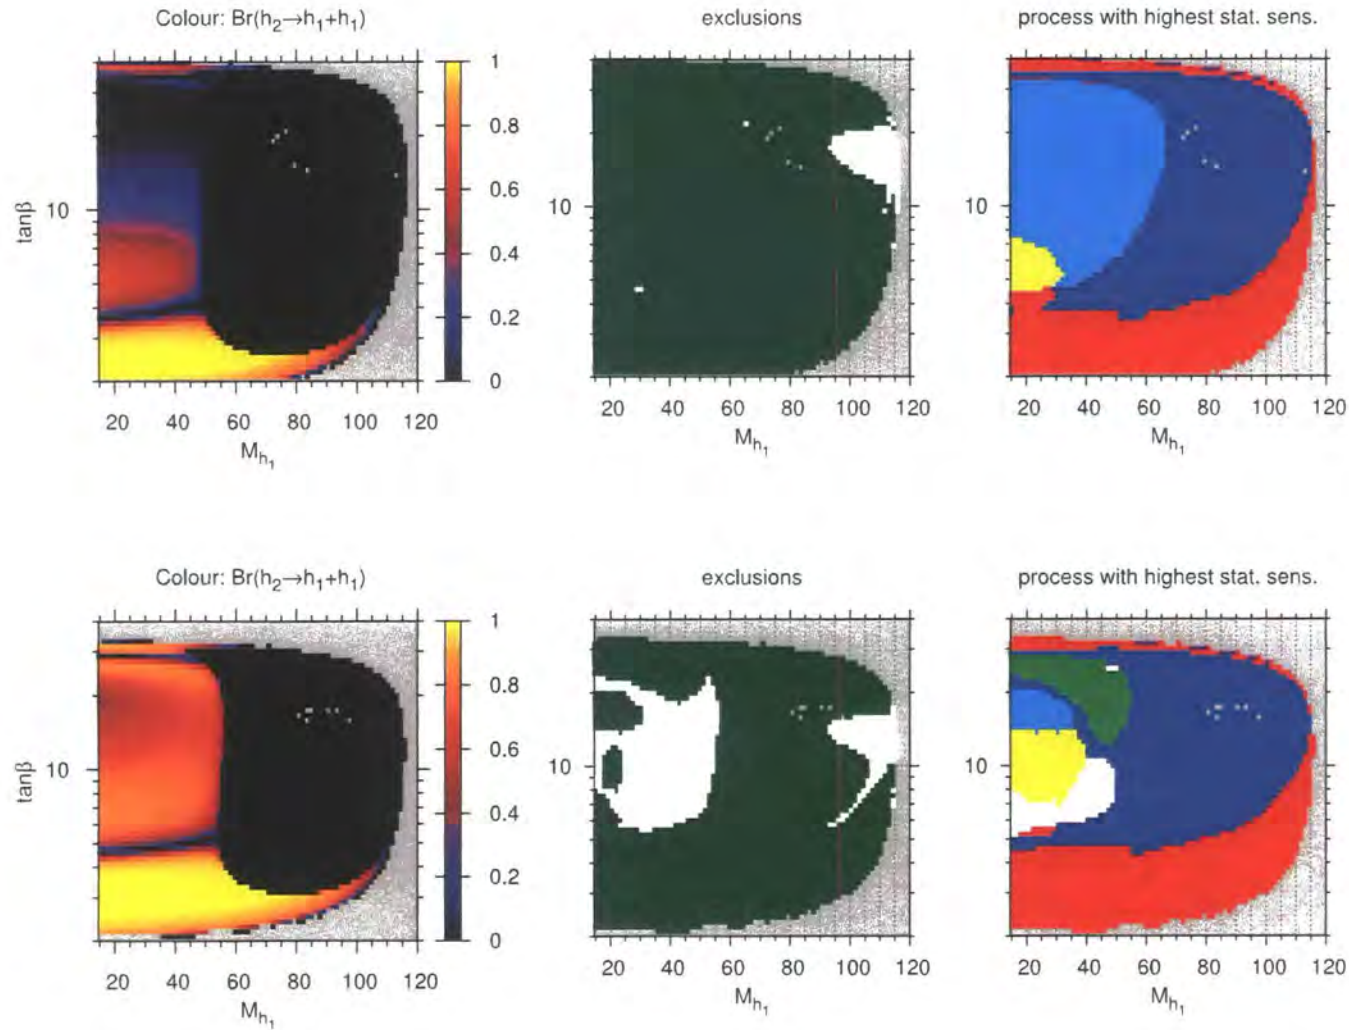 Colour: Br(h₂→h₁+h₁)
exclusions
process with highest stat. sens.
1
0.8
0.6
0.4
0.2
0
tanβ
10
10
10
20 40 60 80 100 120
20 40 60 80 100 120
20 40 60 80 100 120
M_h₁
M_h₁
M_h₁
Colour: Br(h₂→h₁+h₁)
exclusions
process with highest stat. sens.
1
0.8
0.6
0.4
0.2
0
tanβ
10
10
10
20 40 60 80 100 120
20 40 60 80 100 120
20 40 60 80 100 120
M_h₁
M_h₁
M_h₁